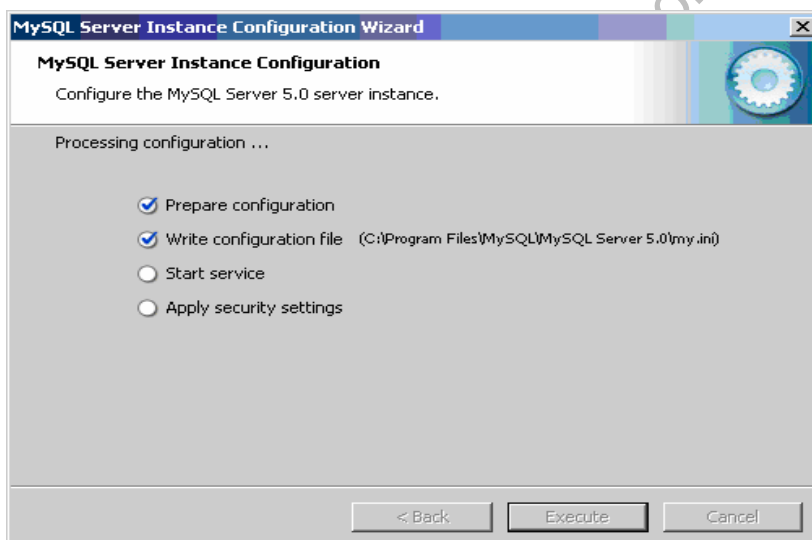 MySQL Server Instance Configuration Wizard
MySQL Server Instance Configuration
Configure the MySQL Server 5.0 server instance.
Processing configuration ...
Prepare configuration
Write configuration file (C:\Program Files\MySQL\MySQL Server 5.0\my.ini)
Start service
Apply security settings
< Back Execute Cancel